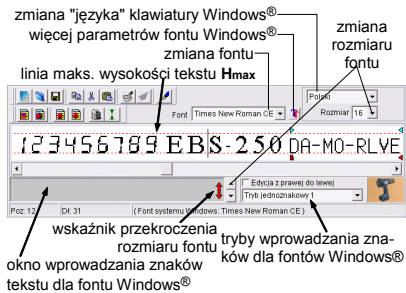 zmiana "języka" klawiatury Windows®
więcej parametrów fontu Windows®
zmiana fontu
linia maks. wysokości tekstu Hmax
zmiana
rozmiaru
fontu
Polski
Font Times New Roman CE
Rozmiar 16
123456789 EBS-250 DA-MO-RLVE
Edycja z prawej do lewej
Tryb jednoznakowy 1
Poz: 12 Dł: 31 ( Font systemu Windows: Times New Roman CE )
wskaźnik przekroczenia
rozmiaru fontu
tryby wprowadzania zna-
ków dla fontów Windows®
okno wprowadzania znaków
tekstu dla fontu Windows®